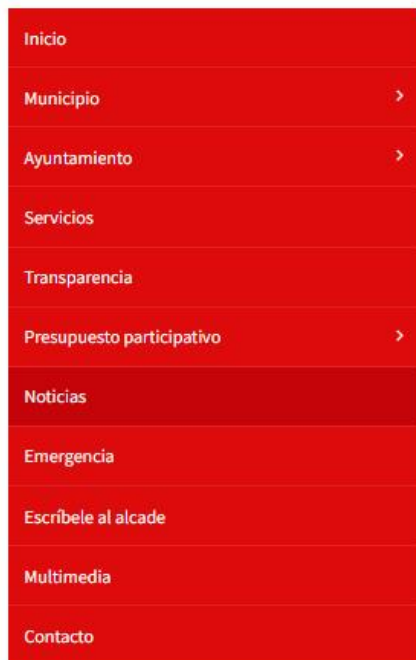 Inicio
Municipio
Ayuntamiento
Servicios
Transparencia
Presupuesto participativo
Noticias
Emergencia
Escríbele al alcade
Multimedia
Contacto